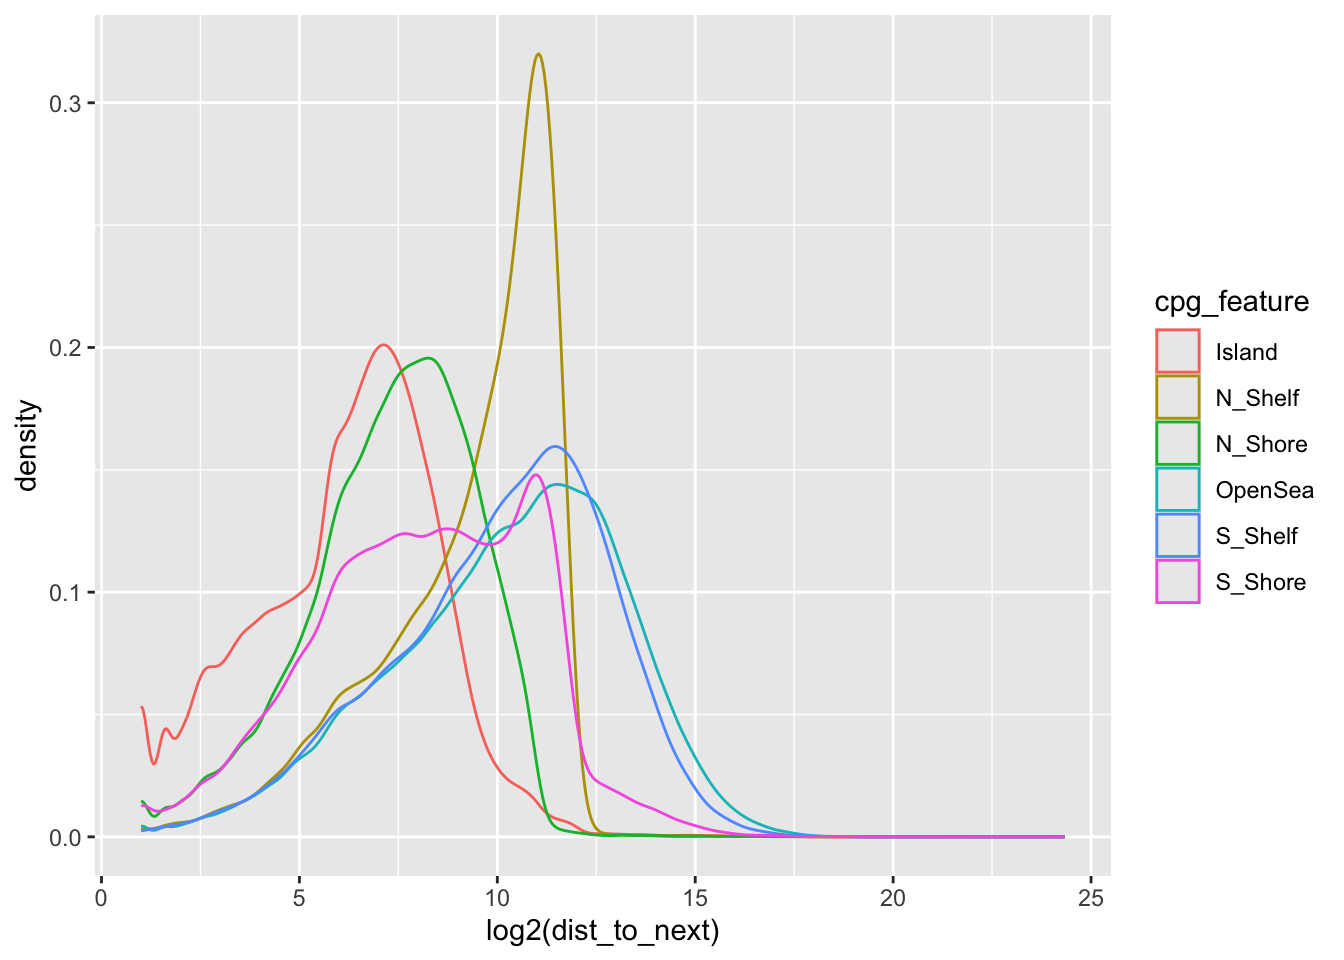 0.3
0.2
0.1
0.0
density
0 5 10 15 20 25
log2(dist_to_next)
cpg_feature
Island
N_Shelf
N_Shore
OpenSea
S_Shelf
S_Shore